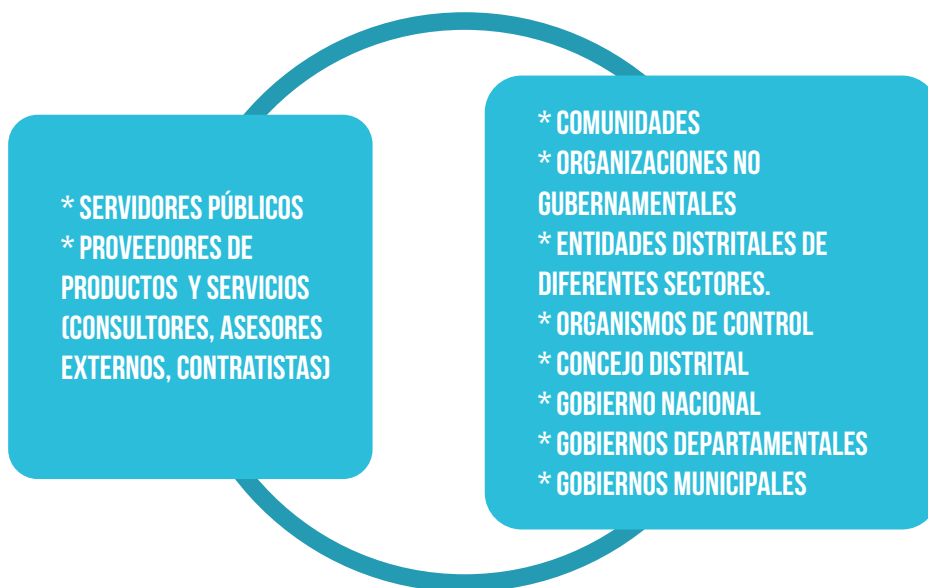 * SERVIDORES PÚBLICOS
* PROVEEDORES DE
PRODUCTOS Y SERVICIOS
(CONSULTORES, ASESORES
EXTERNOS, CONTRATISTAS)
* COMUNIDADES
* ORGANIZACIONES NO
GUBERNAMENTALES
* ENTIDADES DISTRITALES DE
DIFERENTES SECTORES.
* ORGANISMOS DE CONTROL
* CONCEJO DISTRITAL
* GOBIERNO NACIONAL
* GOBIERNOS DEPARTAMENTALES
* GOBIERNOS MUNICIPALES